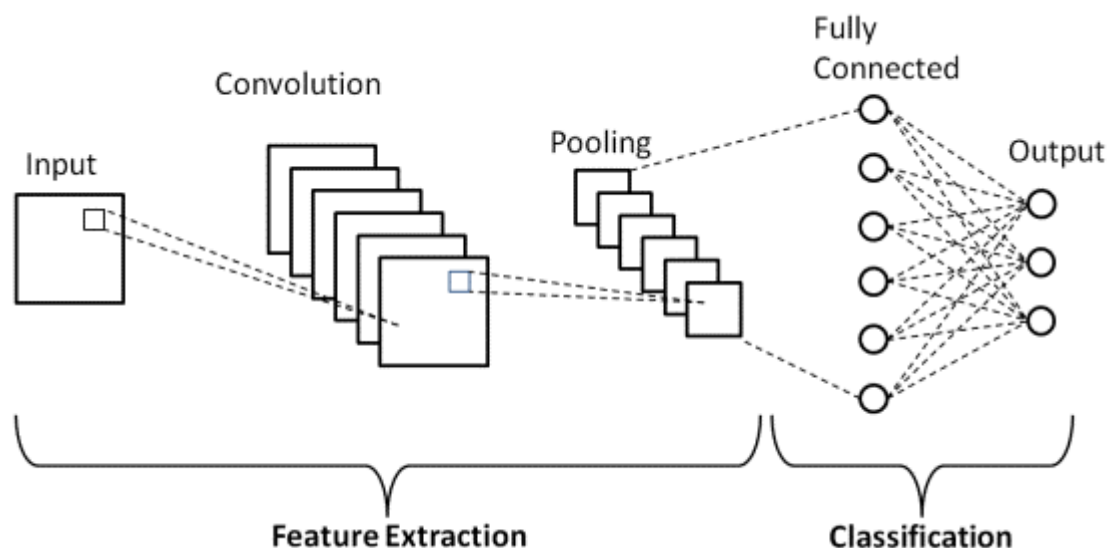 Fully
Connected
Convolution
Pooling
Input
Output
Feature Extraction
Classification